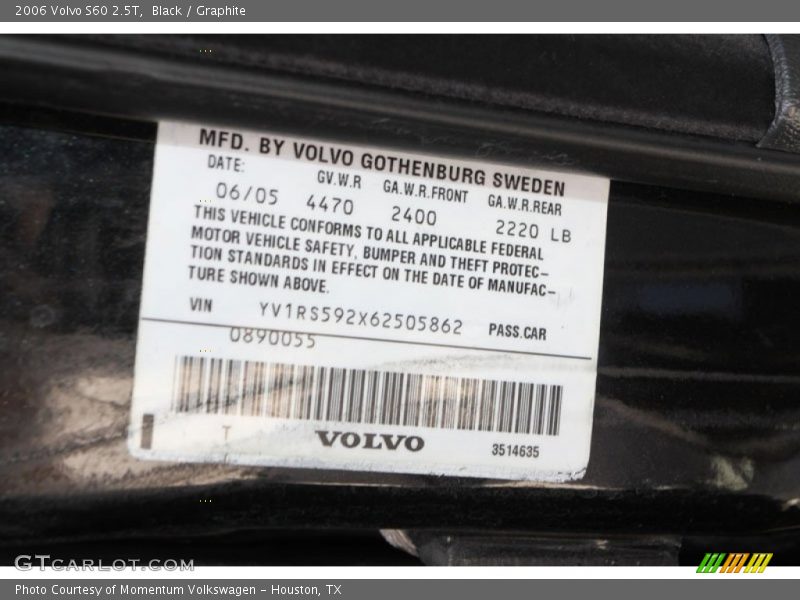 2006 Volvo S60 2.5T, Black / Graphite
MFD. BY VOLVO GOTHENBURG SWEDEN
DATE: GV.W.R GA.W.R.FRONT GA.W.R.REAR
06/05 4470 2400 2220 LB
THIS VEHICLE CONFORMS TO ALL APPLICABLE FEDERAL
MOTOR VEHICLE SAFETY, BUMPER AND THEFT PROTEC-
TION STANDARDS IN EFFECT ON THE DATE OF MANUFAC-
TURE SHOWN ABOVE.
VIN YV1RS592X62505862 PASS.CAR
0890055
T VOLVO 3514635
GTCARLOT.COM
Photo Courtesy of Momentum Volkswagen - Houston, TX